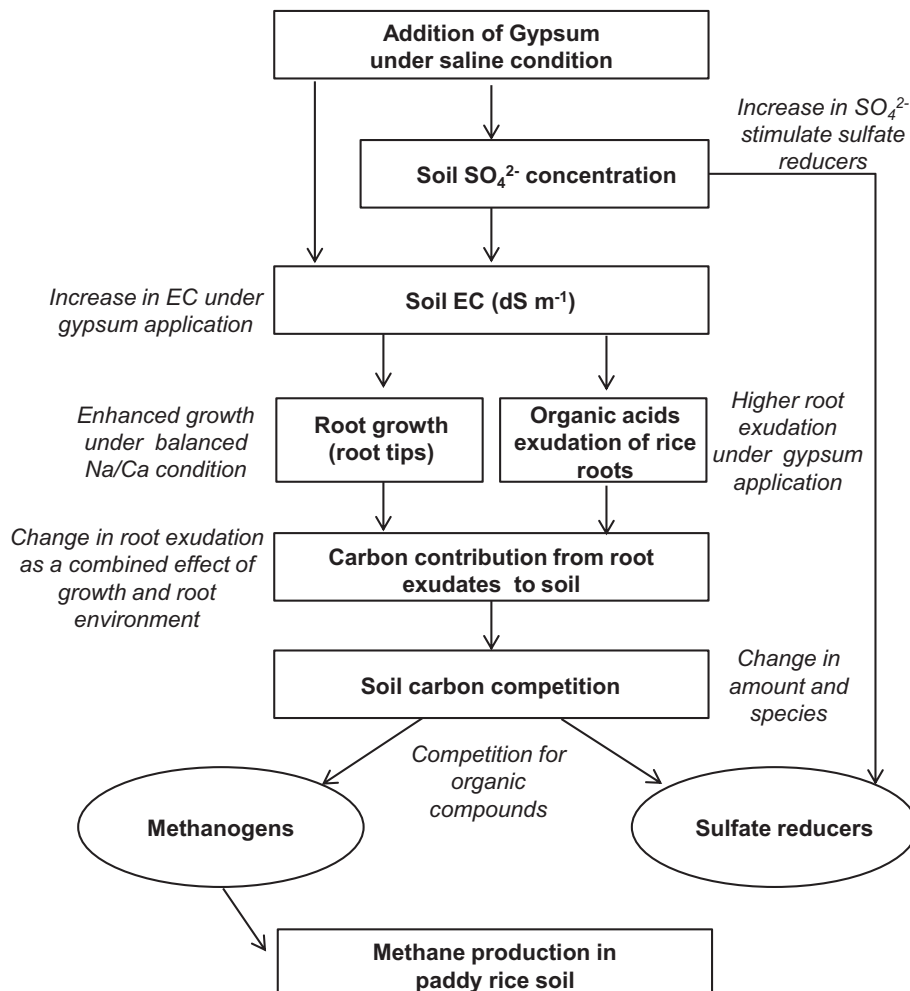 Addition of Gypsum
under saline condition
Increase in SO₄²⁻
stimulate sulfate
reducers
Soil SO₄²⁻ concentration
Increase in EC under
gypsum application
Soil EC (dS m⁻¹)
Enhanced growth
under balanced
Na/Ca condition
Root growth
(root tips)
Organic acids
exudation of rice
roots
Higher root
exudation
under gypsum
application
Change in root exudation
as a combined effect of
growth and root
environment
Carbon contribution from root
exudates to soil
Soil carbon competition
Change in
amount and
species
Competition for
organic
compounds
Methanogens
Sulfate reducers
Methane production in
paddy rice soil